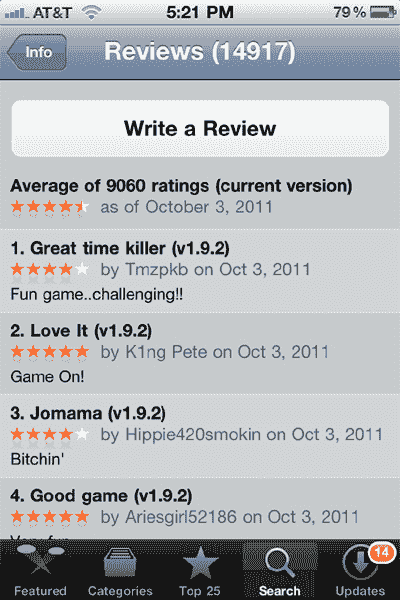 AT&T 5:21 PM 79%
Info Reviews (14917)
Write a Review
Average of 9060 ratings (current version)
as of October 3, 2011
1. Great time killer (v1.9.2)
by Tmzpkb on Oct 3, 2011
Fun game..challenging!!
2. Love It (v1.9.2)
by K1ng Pete on Oct 3, 2011
Game On!
3. Jomama (v1.9.2)
by Hippie420smokin on Oct 3, 2011
Bitchin'
4. Good game (v1.9.2)
by Ariesgirl52186 on Oct 3, 2011
14
Featured Categories Top 25 Search Updates